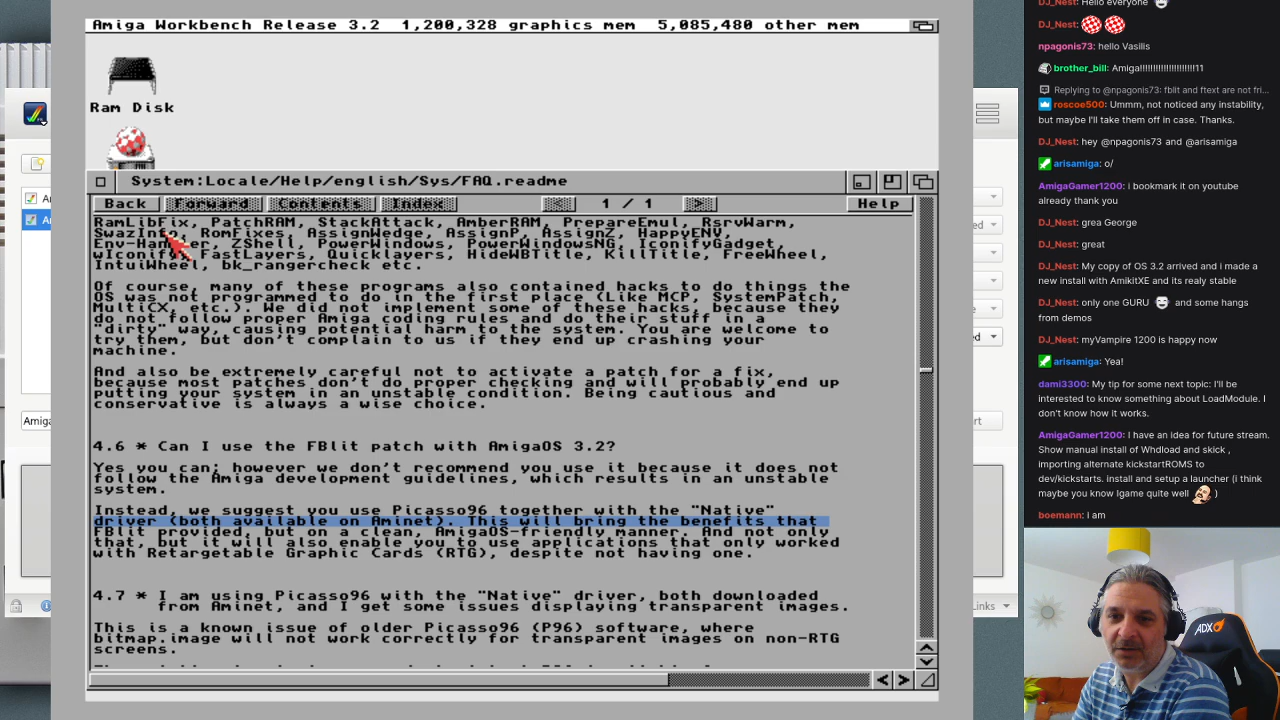 Amiga Workbench Release 3.2 1,200,328 graphics mem 5,085,480 other mem
Ram Disk
System:Locale/Help/english/Sys/FAQ.readme
Back Forward Contents Index < 1 / 1 > Help
RamLibFix, PatchRAM, StackAttack, AmberRAM, PrepareEmul, RsrvWarm,
SwazInfo, RomFixes, AssignWedge, AssignP, AssignZ, HappyENV,
Env-Handler, ZShell, PowerWindows, PowerWindowsNG, IconifyGadget,
wIconify, FastLayers, Quicklayers, HideWBTitle, KillTitle, FreeWheel,
IntuiWheel, bk_rangercheck etc.
Of course, many of these programs also contained hacks to do things the
OS was not programmed to do in the first place (Like MCP, SystemPatch,
MultiCX, etc.). We did not implement some of these hacks, because they
do not follow proper Amiga coding rules and do their stuff in a
"dirty" way, causing potential harm to the system. You are welcome to
try them, but don't complain to us if they end up crashing your
machine.
And also be extremely careful not to activate a patch for a fix,
because most patches don't do proper checking and will probably end up
putting your system in an unstable condition. Being cautious and
conservative is always a wise choice.
4.6 * Can I use the FBlit patch with AmigaOS 3.2?
Yes you can; however we don't recommend you use it because it does not
follow the Amiga development guidelines, which results in an unstable
system.
Instead, we suggest you use Picasso96 together with the "Native"
driver (both available on Aminet). This will bring the benefits that
FBlit provided, but on a clean, AmigaOS-friendly manner. And not only
that, but it will also enable you to use applications that only worked
with Retargetable Graphic Cards (RTG), despite not having one.
4.7 * I am using Picasso96 with the "Native" driver, both downloaded
from Aminet, and I get some issues displaying transparent images.
This is a known issue of older Picasso96 (P96) software, where
bitmap.image will not work correctly for transparent images on non-RTG
screens.
Amiga
Links
DJ_Nest: Hello everyone
DJ_Nest:
npagonis73: hello Vasilis
brother_bill: Amiga!!!!!!!!!!!!!!!!!!!!!11
Replying to @npagonis73: fblit and ftext are not fri...
roscoe500: Ummm, not noticed any instability,
but maybe I'll take them off in case. Thanks.
DJ_Nest: hey @npagonis73 and @arisamiga
arisamiga: o/
AmigaGamer1200: i bookmark it on youtube
already thank you
DJ_Nest: grea George
DJ_Nest: great
DJ_Nest: My copy of OS 3.2 arrived and i made a
new install with AmikitXE and its realy stable
DJ_Nest: only one GURU and some hangs
from demos
DJ_Nest: myVampire 1200 is happy now
arisamiga: Yea!
dami3300: My tip for some next topic: I'll be
interested to know something about LoadModule. I
don't know how it works.
AmigaGamer1200: I have an idea for future stream.
Show manual install of Whdload and skick ,
importing alternate kickstartROMS to
dev/kickstarts. install and setup a launcher (i think
maybe you know Igame quite well )
boemann: I am
ADX